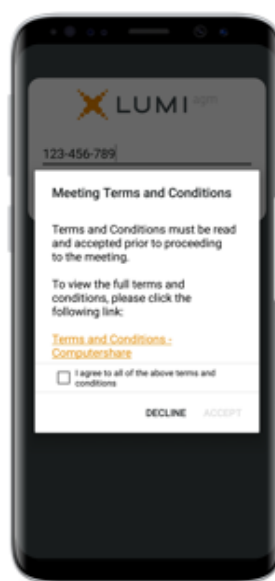 LUMI agm
123-456-789
Meeting Terms and Conditions
Terms and Conditions must be read
and accepted prior to proceeding
to the meeting.
To view the full terms and
conditions, please click the
following link:
Terms and Conditions -
Computershare
I agree to all of the above terms and
conditions
DECLINE ACCEPT